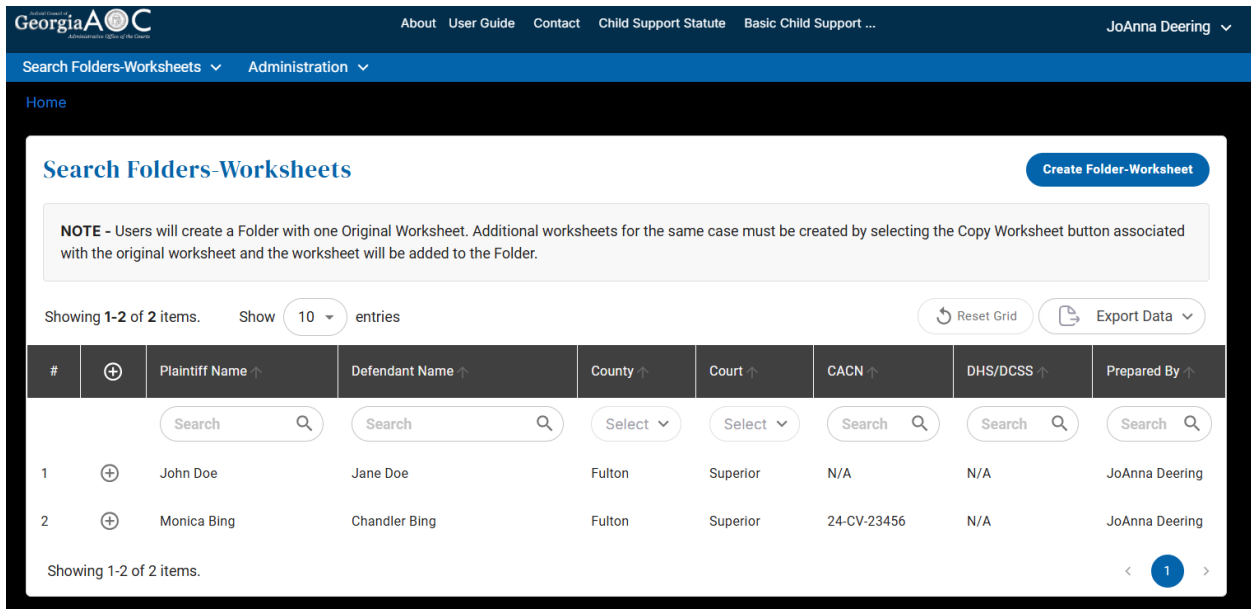 Judicial Council of
Georgia AOC
Administrative Office of the Courts
About User Guide Contact Child Support Statute Basic Child Support ...
JoAnna Deering
Search Folders-Worksheets Administration
Home
Search Folders-Worksheets
Create Folder-Worksheet
NOTE - Users will create a Folder with one Original Worksheet. Additional worksheets for the same case must be created by selecting the Copy Worksheet button associated
with the original worksheet and the worksheet will be added to the Folder.
Showing 1-2 of 2 items. Show 10 entries Reset Grid Export Data
# Plaintiff Name Defendant Name County Court CACN DHS/DCSS Prepared By
Search Search Select Select Search Search Search
1 John Doe Jane Doe Fulton Superior N/A N/A JoAnna Deering
2 Monica Bing Chandler Bing Fulton Superior 24-CV-23456 N/A JoAnna Deering
Showing 1-2 of 2 items. < 1 >